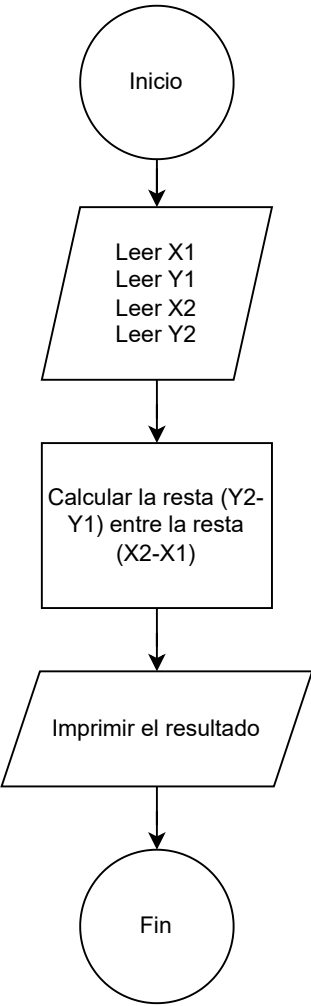 Inicio
Leer X1
Leer Y1
Leer X2
Leer Y2
Calcular la resta (Y2-
Y1) entre la resta
(X2-X1)
Imprimir el resultado
Fin